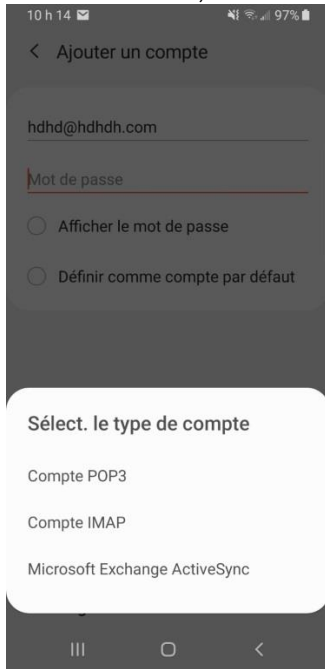 10 h 14 97%
Ajouter un compte
hdhd@hdhdh.com
Mot de passe
Afficher le mot de passe
Définir comme compte par défaut
Sélect. le type de compte
Compte POP3
Compte IMAP
Microsoft Exchange ActiveSync